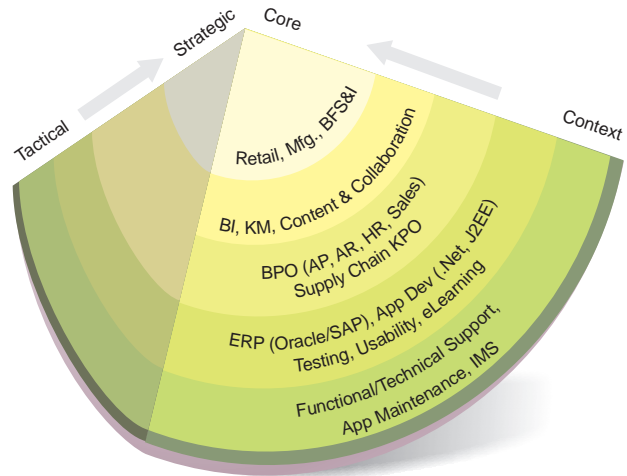 Strategic
Core
Tactical
Context
Retail, Mfg., BFS&I
BI, KM, Content & Collaboration
BPO (AP, AR, HR, Sales)
Supply Chain KPO
ERP (Oracle/SAP), App Dev (.Net, J2EE)
Testing, Usability, eLearning
Functional/Technical Support,
App Maintenance, IMS